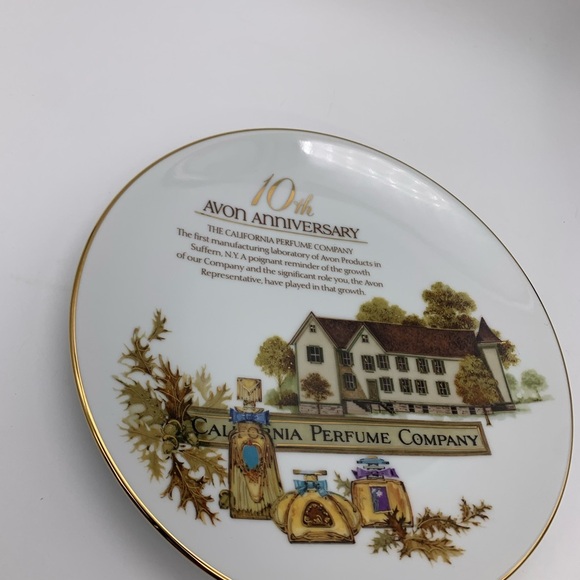 10th
AVON ANNIVERSARY
THE CALIFORNIA PERFUME COMPANY
The first manufacturing laboratory of Avon Products in
Suffern, N.Y. A poignant reminder of the growth
of our Company and the significant role you, the Avon
Representative, have played in that growth.
CALIFORNIA PERFUME COMPANY